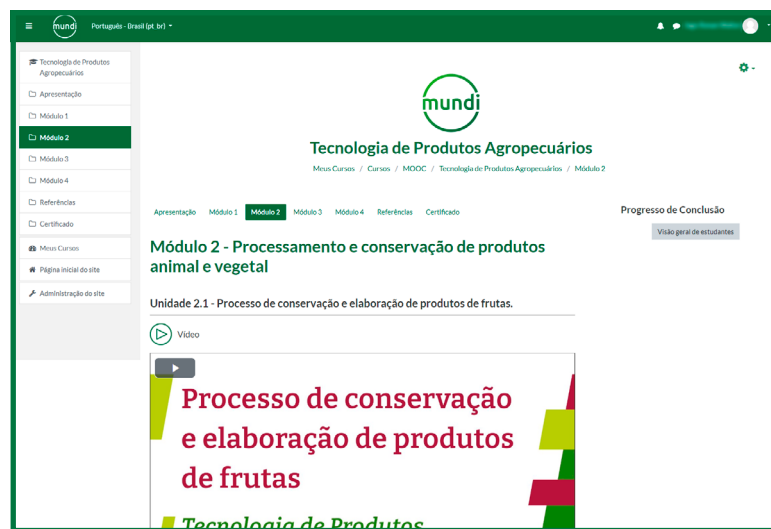 mundi
Português - Brasil (pt_br)
Tecnologia de Produtos
Agropecuários
Apresentação
Módulo 1
Módulo 2
Módulo 3
Módulo 4
Referências
Certificado
Meus Cursos
Página inicial do site
Administração do site
mundi
Tecnologia de Produtos Agropecuários
Meus Cursos / Cursos / MOOC / Tecnologia de Produtos Agropecuários / Módulo 2
Apresentação Módulo 1 Módulo 2 Módulo 3 Módulo 4 Referências Certificado
Módulo 2 - Processamento e conservação de produtos
animal e vegetal
Unidade 2.1 - Processo de conservação e elaboração de produtos de frutas.
Vídeo
Processo de conservação
e elaboração de produtos
de frutas
Tecnologia de Produtos
Progresso de Conclusão
Visão geral de estudantes